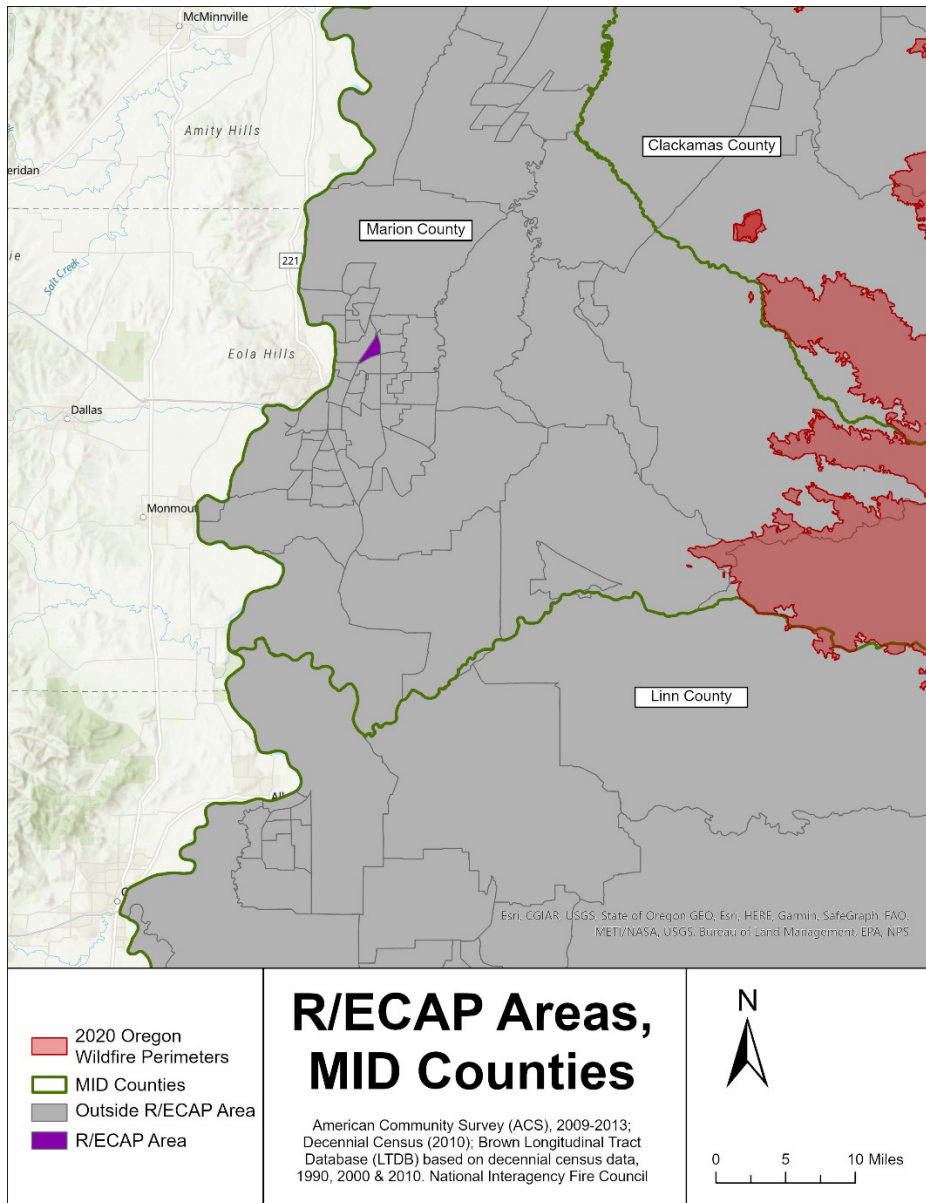 McMinnville
Amity Hills
eridan
Clackamas County
Marion County
ie
Salt Creek
221
Eola Hills
Dallas
Monmout
Linn County
All
Esri, CGIAR, USGS, State of Oregon GEO, Esri, HERE, Garmin, SafeGraph, FAO,
METI/NASA, USGS, Bureau of Land Management, EPA, NPS
2020 Oregon
Wildfire Perimeters
MID Counties
Outside R/ECAP Area
R/ECAP Area
R/ECAP Areas,
MID Counties
American Community Survey (ACS), 2009-2013;
Decennial Census (2010); Brown Longitudinal Tract
Database (LTDB) based on decennial census data,
1990, 2000 & 2010. National Interagency Fire Council
N
0 5 10 Miles